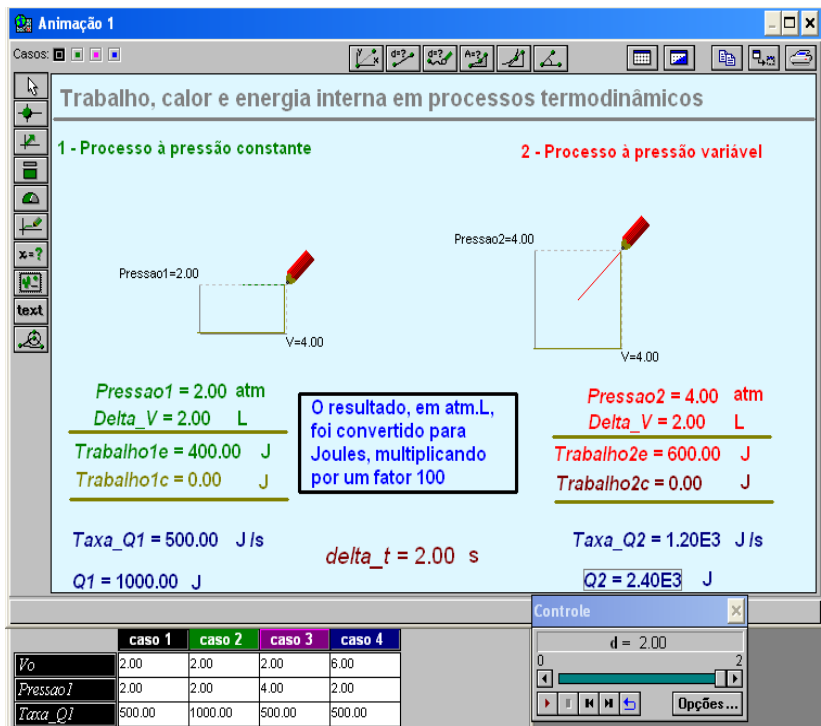 Animação 1
Casos:
y x
d=?
d=?
A=?
Trabalho, calor e energia interna em processos termodinâmicos
1 - Processo à pressão constante
2 - Processo à pressão variável
x=?
text
Pressao1=2.00
V=4.00
Pressao2=4.00
V=4.00
Pressao1 = 2.00 atm
Delta_V = 2.00 L
Trabalho1e = 400.00 J
Trabalho1c = 0.00 J
O resultado, em atm.L,
foi convertido para
Joules, multiplicando
por um fator 100
Pressao2 = 4.00 atm
Delta_V = 2.00 L
Trabalho2e = 600.00 J
Trabalho2c = 0.00 J
Taxa_Q1 = 500.00 J/s
Q1 = 1000.00 J
delta_t = 2.00 s
Taxa_Q2 = 1.20E3 J/s
Q2 = 2.40E3 J
Controle
d = 2.00
0 2
Opções...
caso 1 caso 2 caso 3 caso 4
Vo 2.00 2.00 2.00 6.00
Pressao1 2.00 2.00 4.00 2.00
Taxa_Q1 500.00 1000.00 500.00 500.00